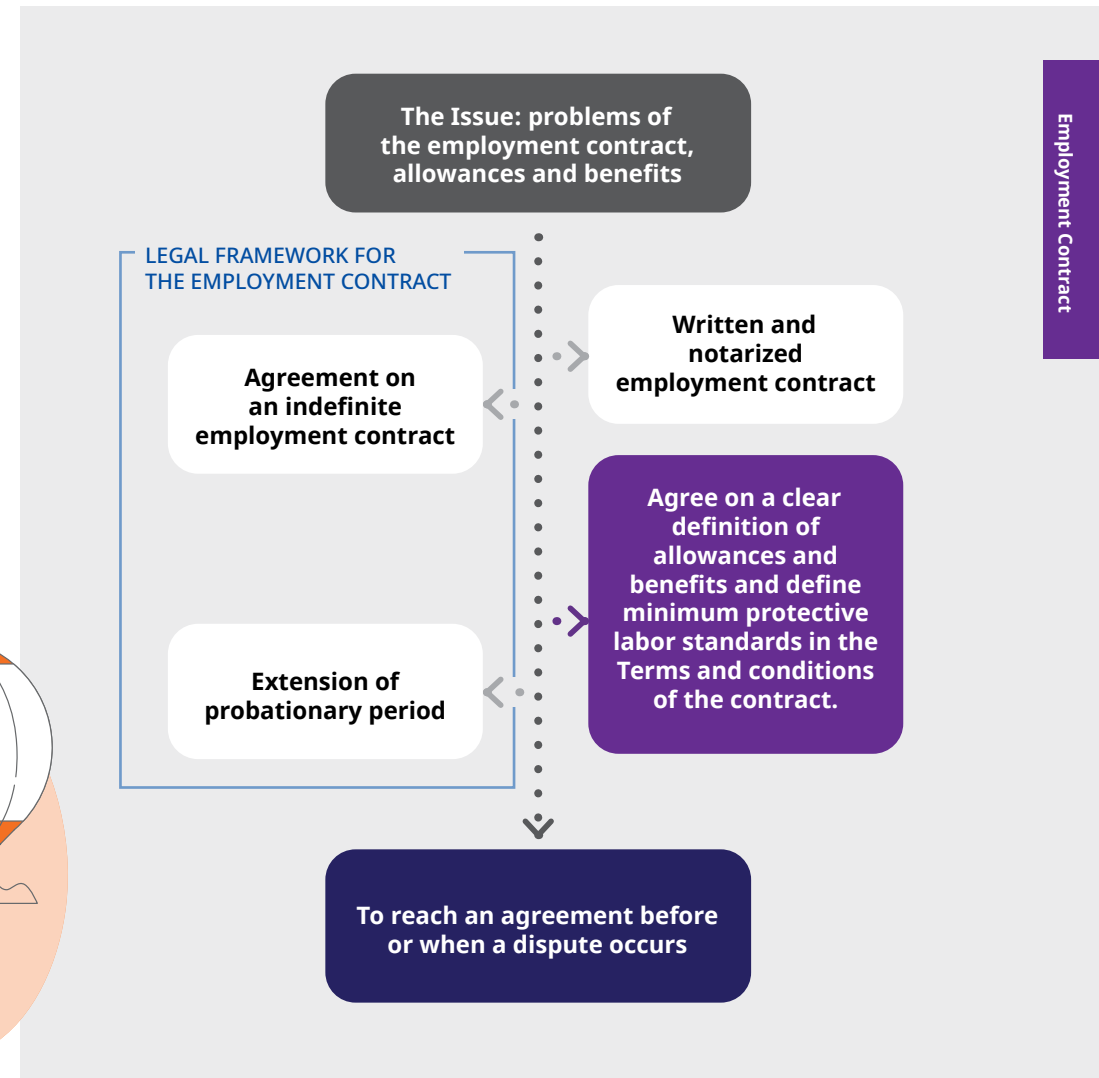 The Issue: problems of
the employment contract,
allowances and benefits
Employment Contract
LEGAL FRAMEWORK FOR
THE EMPLOYMENT CONTRACT
Written and
notarized
employment contract
Agreement on
an indefinite
employment contract
Agree on a clear
definition of
allowances and
benefits and define
minimum protective
labor standards in the
Terms and conditions
of the contract.
Extension of
probationary period
To reach an agreement before
or when a dispute occurs